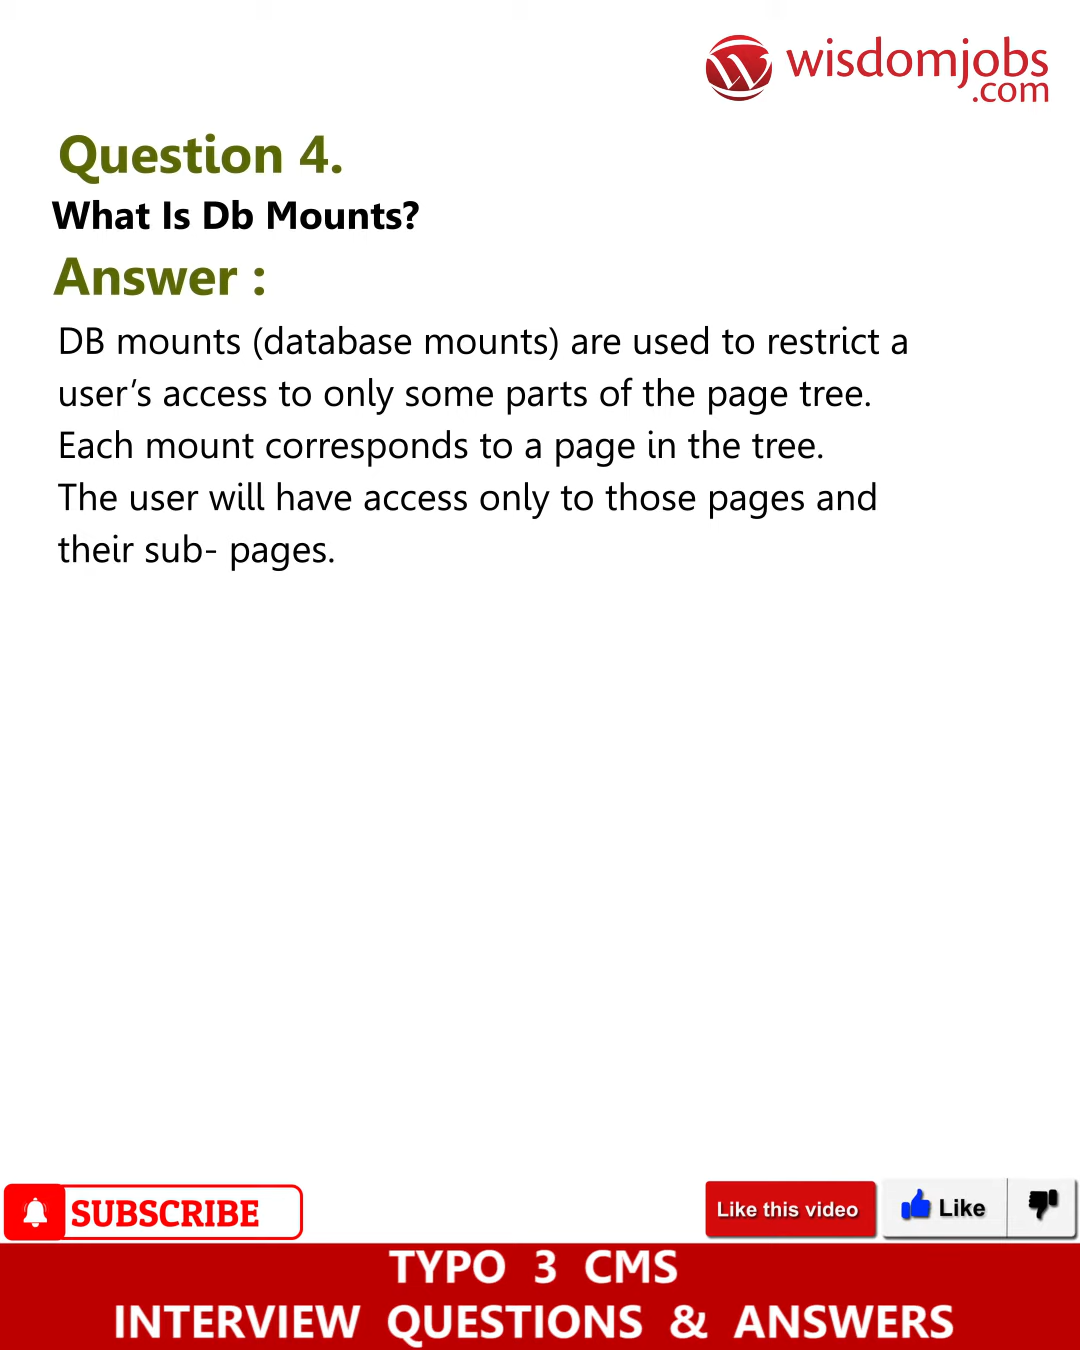 wisdomjobs
.com
Question 4.
What Is Db Mounts?
Answer :
DB mounts (database mounts) are used to restrict a
user’s access to only some parts of the page tree.
Each mount corresponds to a page in the tree.
The user will have access only to those pages and
their sub- pages.
SUBSCRIBE
Like this video
Like
TYPO 3 CMS
INTERVIEW QUESTIONS & ANSWERS